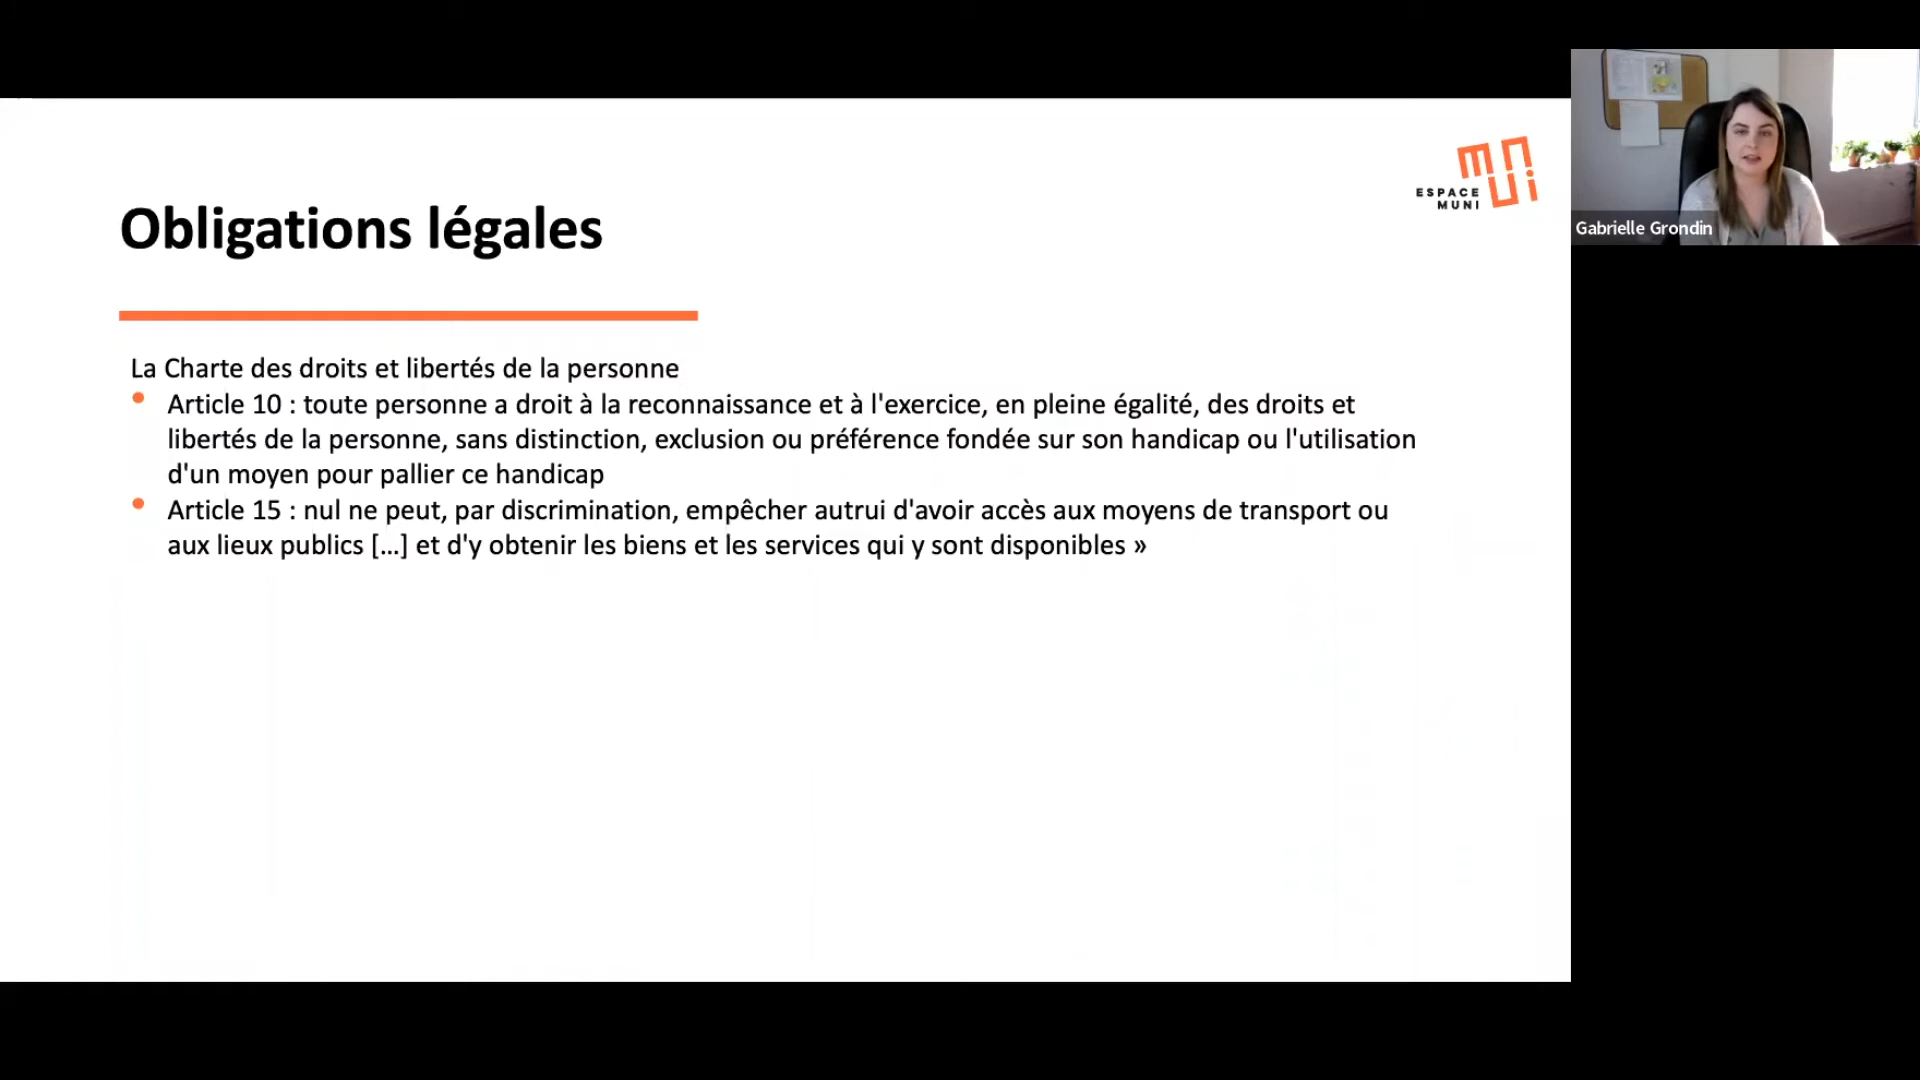 Obligations légales
ESPACE
MUNI
muni
Gabrielle Grondin
La Charte des droits et libertés de la personne
• Article 10 : toute personne a droit à la reconnaissance et à l'exercice, en pleine égalité, des droits et
libertés de la personne, sans distinction, exclusion ou préférence fondée sur son handicap ou l'utilisation
d'un moyen pour pallier ce handicap
• Article 15 : nul ne peut, par discrimination, empêcher autrui d'avoir accès aux moyens de transport ou
aux lieux publics [...] et d'y obtenir les biens et les services qui y sont disponibles »